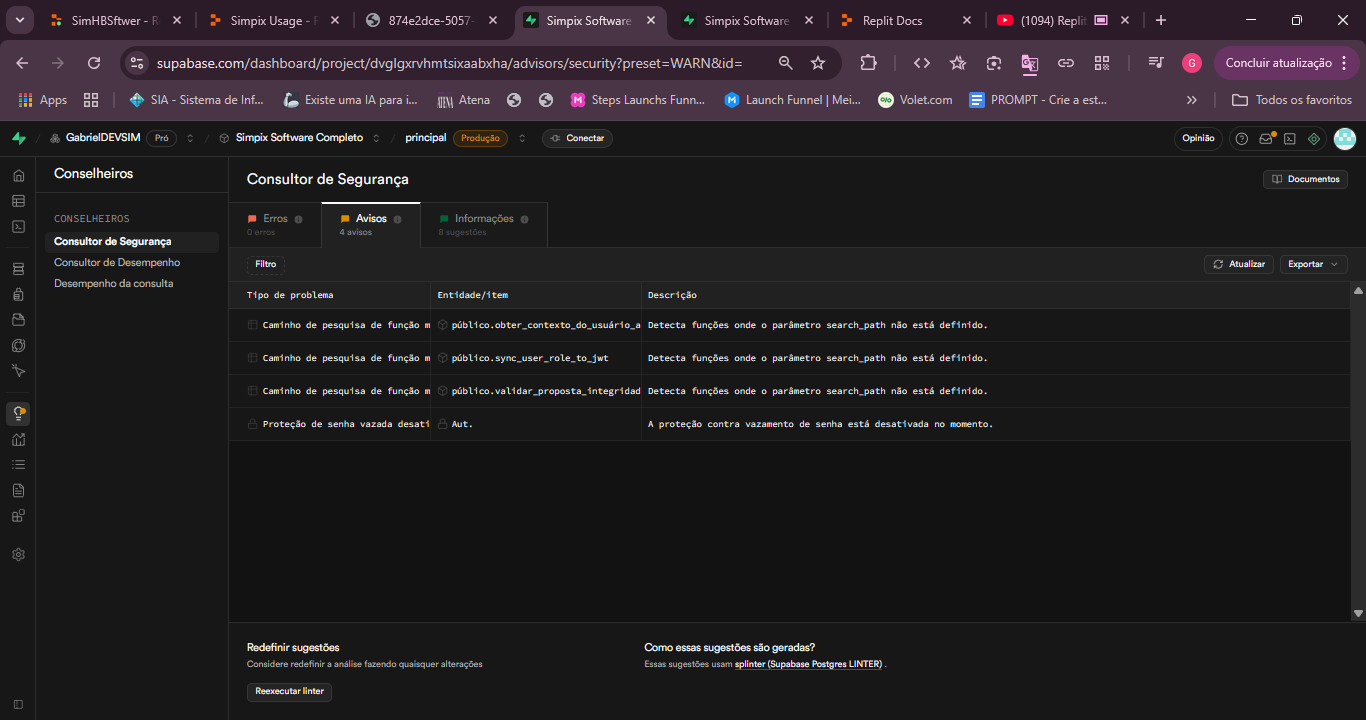 SimHBSftwer - R
Simpix Usage - R
874e2dce-5057-
Simpix Software
Simpix Software
Replit Docs
(1094) Replit
supabase.com/dashboard/project/dvglgxrvhmtsixaabxha/advisors/security?preset=WARN&id=
G
Concluir atualização
Apps
SIA - Sistema de Inf...
Existe uma IA para i...
Atena
Steps Launchs Funn...
Launch Funnel | Mei...
Volet.com
PROMPT - Crie a est...
Todos os favoritos
GabrielDEVSIM
Pró
Simpix Software Completo
principal
Produção
Conectar
Opinião
Conselheiros
Consultor de Segurança
Documentos
CONSELHEIROS
Consultor de Segurança
Consultor de Desempenho
Desempenho da consulta
Erros
0 erros
Avisos
4 avisos
Informações
8 sugestões
Filtro
Atualizar
Exportar
Tipo de problema
Entidade/item
Descrição
Caminho de pesquisa de função m
público.obter_contexto_do_usuário_a
Detecta funções onde o parâmetro search_path não está definido.
Caminho de pesquisa de função m
público.sync_user_role_to_jwt
Detecta funções onde o parâmetro search_path não está definido.
Caminho de pesquisa de função m
público.validar_proposta_integridad
Detecta funções onde o parâmetro search_path não está definido.
Proteção de senha vazada desati
Aut.
A proteção contra vazamento de senha está desativada no momento.
Redefinir sugestões
Considere redefinir a análise fazendo quaisquer alterações
Reexecutar linter
Como essas sugestões são geradas?
Essas sugestões usam splinter (Supabase Postgres LINTER) .